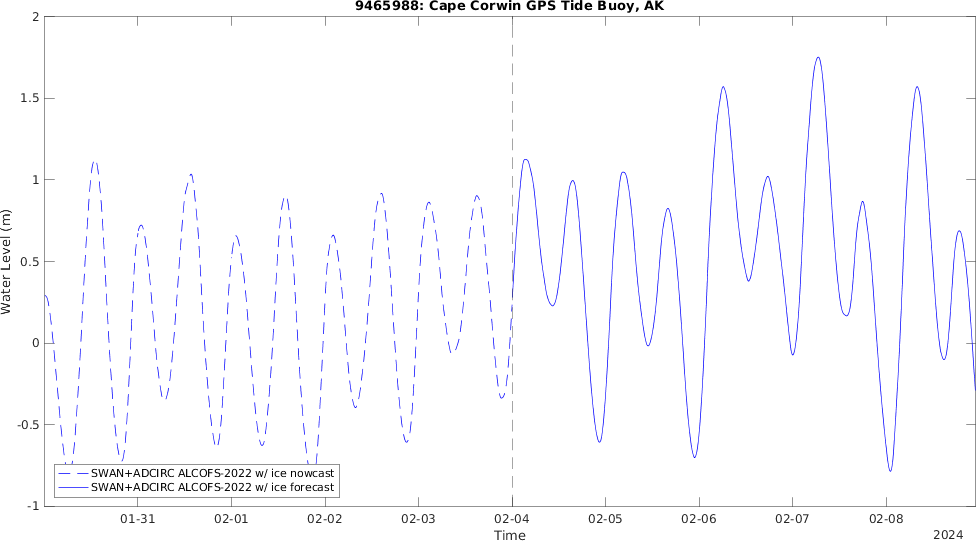 9465988: Cape Corwin GPS Tide Buoy, AK
2
1.5
1
0.5
0
-0.5
-1
Water Level (m)
SWAN+ADCIRC ALCOFS-2022 w/ ice nowcast
SWAN+ADCIRC ALCOFS-2022 w/ ice forecast
01-31 02-01 02-02 02-03 02-04 02-05 02-06 02-07 02-08
Time
2024